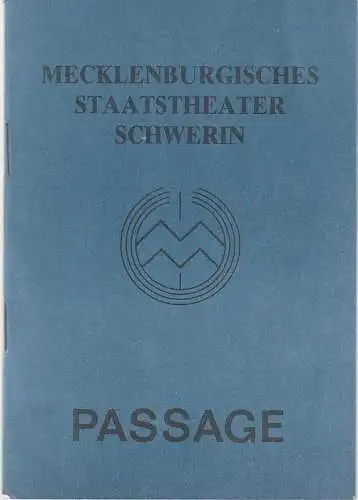 MECKLENBURGISCHES
STAATSTHEATER
SCHWERIN
PASSAGE